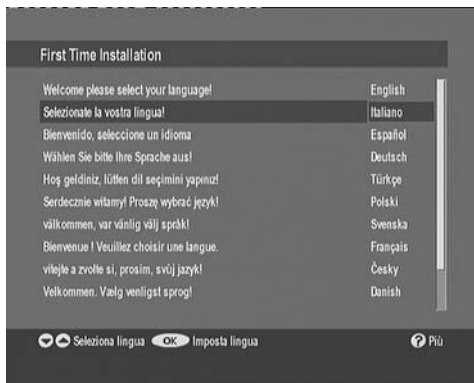 First Time Installation
Welcome please select your language! English
Selezionate la vostra lingua! Italiano
Bienvenido, seleccione un idioma Español
Wählen Sie bitte Ihre Sprache aus! Deutsch
Hoş geldiniz, lütfen dil seçimini yapınız! Türkçe
Serdecznie witamy! Proszę wybrać język! Polski
välkommen, var vänlig välj språk! Svenska
Bienvenue ! Veuillez choisir une langue. Français
vitejte a zvolte si, prosím, svůj jazyk! Česky
Velkommen. Vælg venligst sprog! Danish
Seleziona lingua OK Imposta lingua ? Più